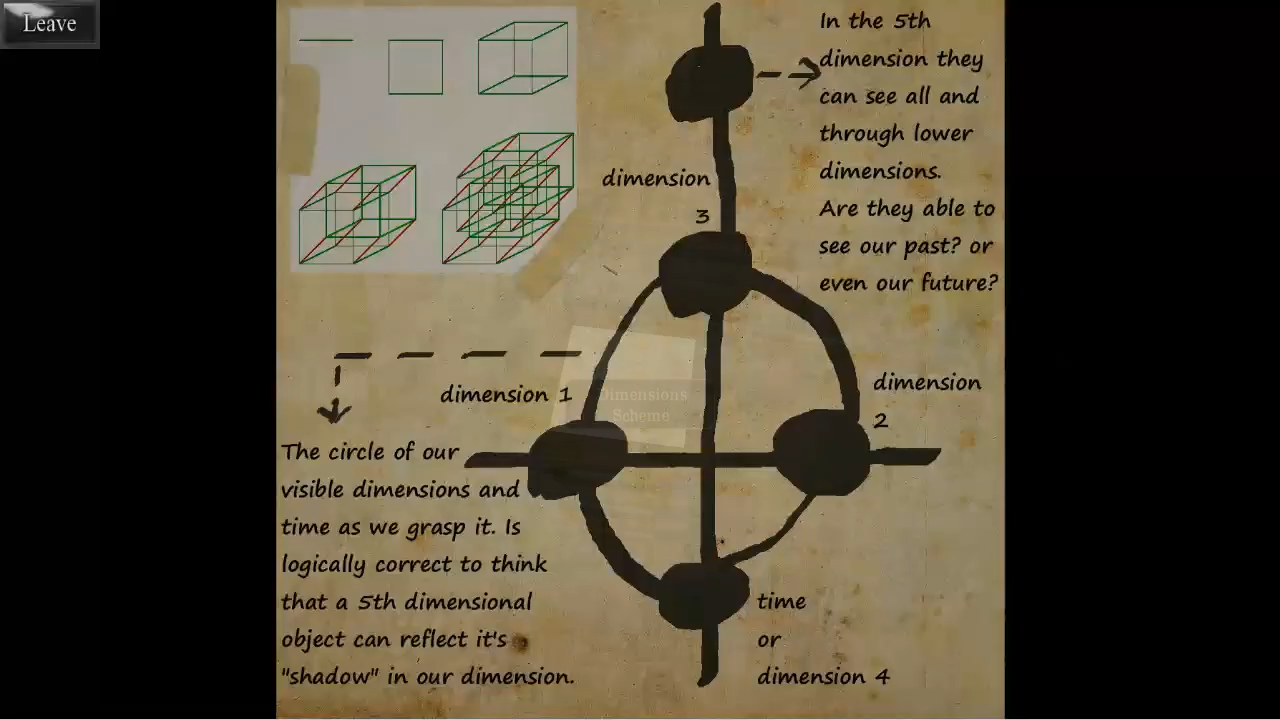 Leave
In the 5th
dimension they
can see all and
through lower
dimensions.
Are they able to
see our past? or
even our future?
dimension
3
dimension 1
dimension
2
Dimensions
Scheme
The circle of our
visible dimensions and
time as we grasp it. Is
logically correct to think
that a 5th dimensional
object can reflect it's
"shadow" in our dimension.
time
or
dimension 4